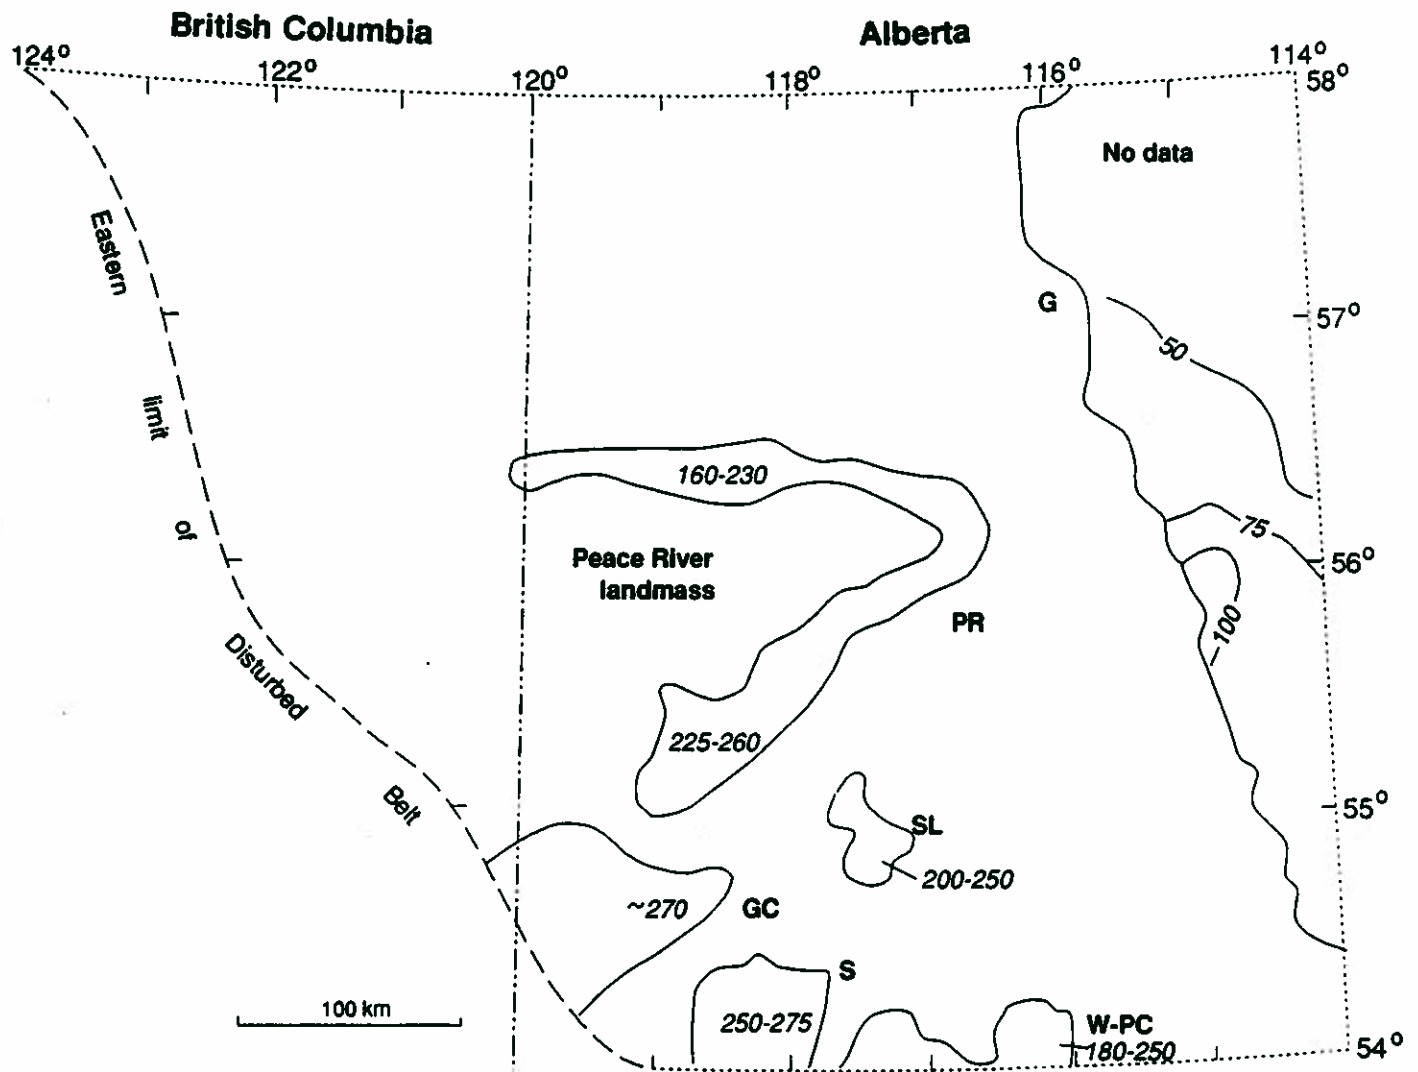 British Columbia
Alberta
124°
122°
120°
118°
116°
114°
58°
No data
Eastern
G
57°
50
limit
160-230
75
of
Peace River
landmass
56°
100
PR
Disturbed
225-260
Belt
55°
SL
200-250
~270
GC
S
100 km
250-275
W-PC
180-250
54°